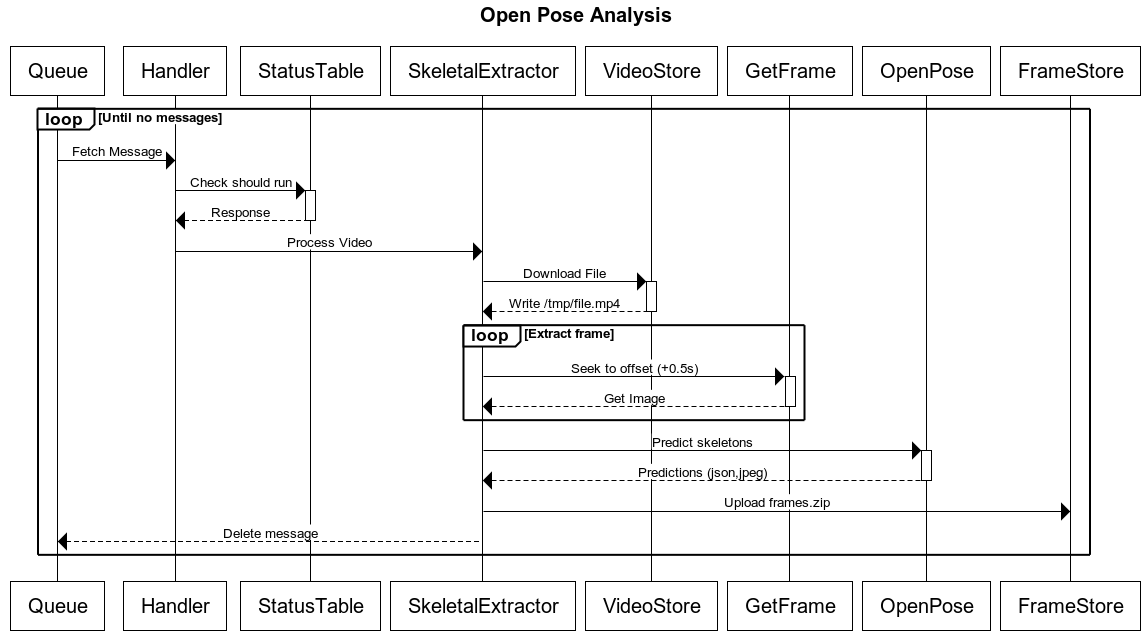 Open Pose Analysis
Queue Handler StatusTable SkeletalExtractor VideoStore GetFrame OpenPose FrameStore
loop [Until no messages]
Fetch Message
Check should run
Response
Process Video
Download File
Write /tmp/file.mp4
loop [Extract frame]
Seek to offset (+0.5s)
Get Image
Predict skeletons
Predictions (json,jpeg)
Upload frames.zip
Delete message
Queue Handler StatusTable SkeletalExtractor VideoStore GetFrame OpenPose FrameStore